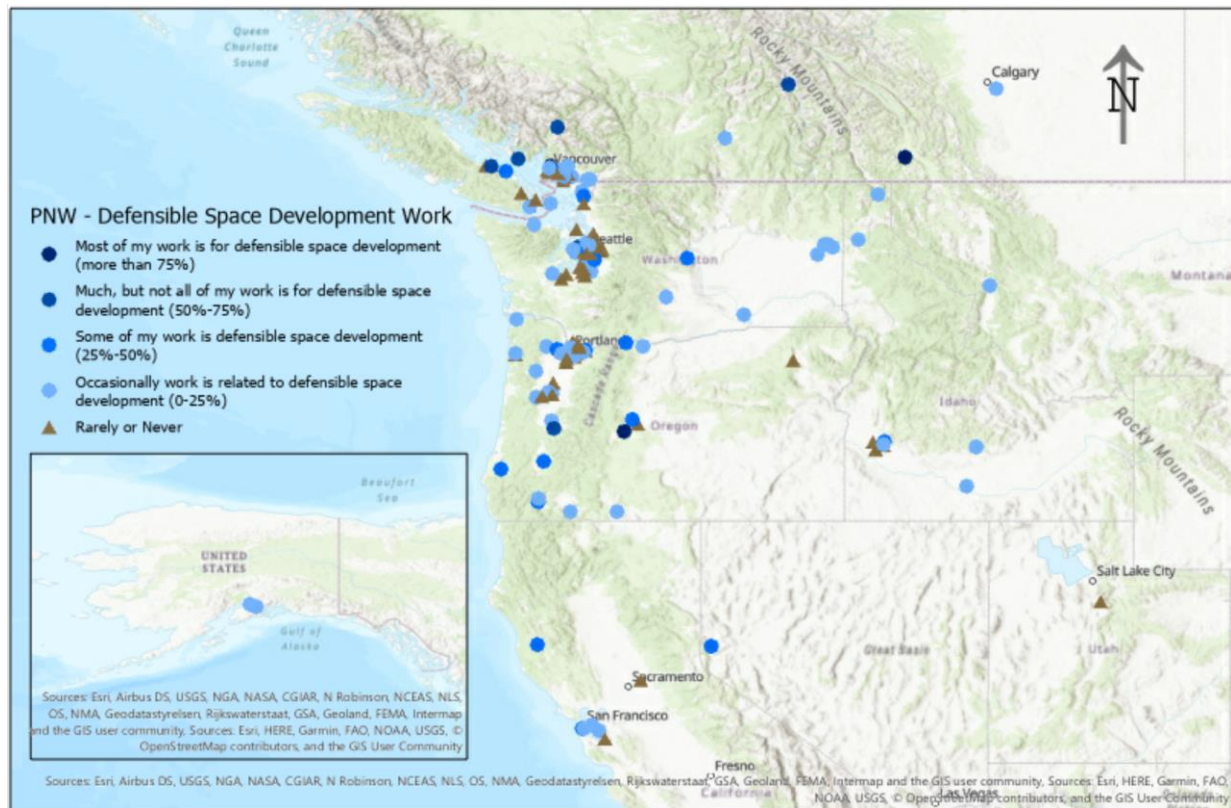 Queen
Charlotte
Sound
Rocky Mountains
Calgary
N
Vancouver
PNW - Defensible Space Development Work
Most of my work is for defensible space development
(more than 75%)
Much, but not all of my work is for defensible space
development (50%-75%)
Some of my work is defensible space development
(25%-50%)
Occasionally work is related to defensible space
development (0-25%)
Rarely or Never
Seattle
Washington
Montana
Portland
Cascade Range
Oregon
Idaho
Rocky Mountains
Beaufort
Sea
UNITED
STATES
Gulf of
Alaska
Salt Lake City
Great Basin
Utah
Sacramento
San Francisco
Sources: Esri, Airbus DS, USGS, NGA, NASA, CGIAR, N Robinson, NCEAS, NLS,
OS, NMA, Geodatastyrelsen, Rijkswaterstaat, GSA, Geoland, FEMA, Intermap
and the GIS user community, Sources: Esri, HERE, Garmin, FAO, NOAA, USGS, ©
OpenStreetMap contributors, and the GIS User Community
Fresno
California
Las Vegas
Sources: Esri, Airbus DS, USGS, NGA, NASA, CGIAR, N Robinson, NCEAS, NLS, OS, NMA, Geodatastyrelsen, Rijkswaterstaat, GSA, Geoland, FEMA, Intermap and the GIS user community, Sources: Esri, HERE, Garmin, FAO,
NOAA, USGS, © OpenStreetMap contributors, and the GIS User Community